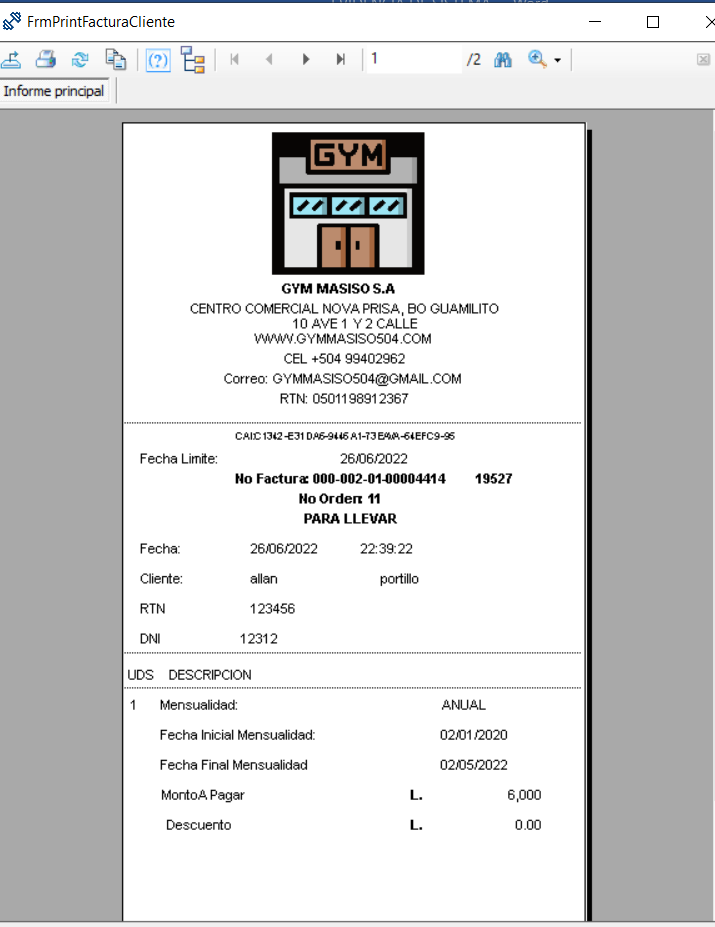 FrmPrintFacturaCliente
1 /2
Informe principal
GYM
GYM MASISO S.A
CENTRO COMERCIAL NOVA PRISA, BO GUAMILITO
10 AVE 1 Y 2 CALLE
WWW.GYMMASISO504.COM
CEL +504 99402962
Correo: GYMMASISO504@GMAIL.COM
RTN: 0501198912367
Fecha Limite: 26/06/2022
No Factura: 000-002-01-00004414 19527
No Orden: 11
PARA LLEVAR
Fecha: 26/06/2022 22:39:22
Cliente: allan portillo
RTN 123456
DNI 12312
UDS DESCRIPCION
1 Mensualidad: ANUAL
Fecha Inicial Mensualidad: 02/01/2020
Fecha Final Mensualidad 02/05/2022
MontoA Pagar L. 6,000
Descuento L. 0.00